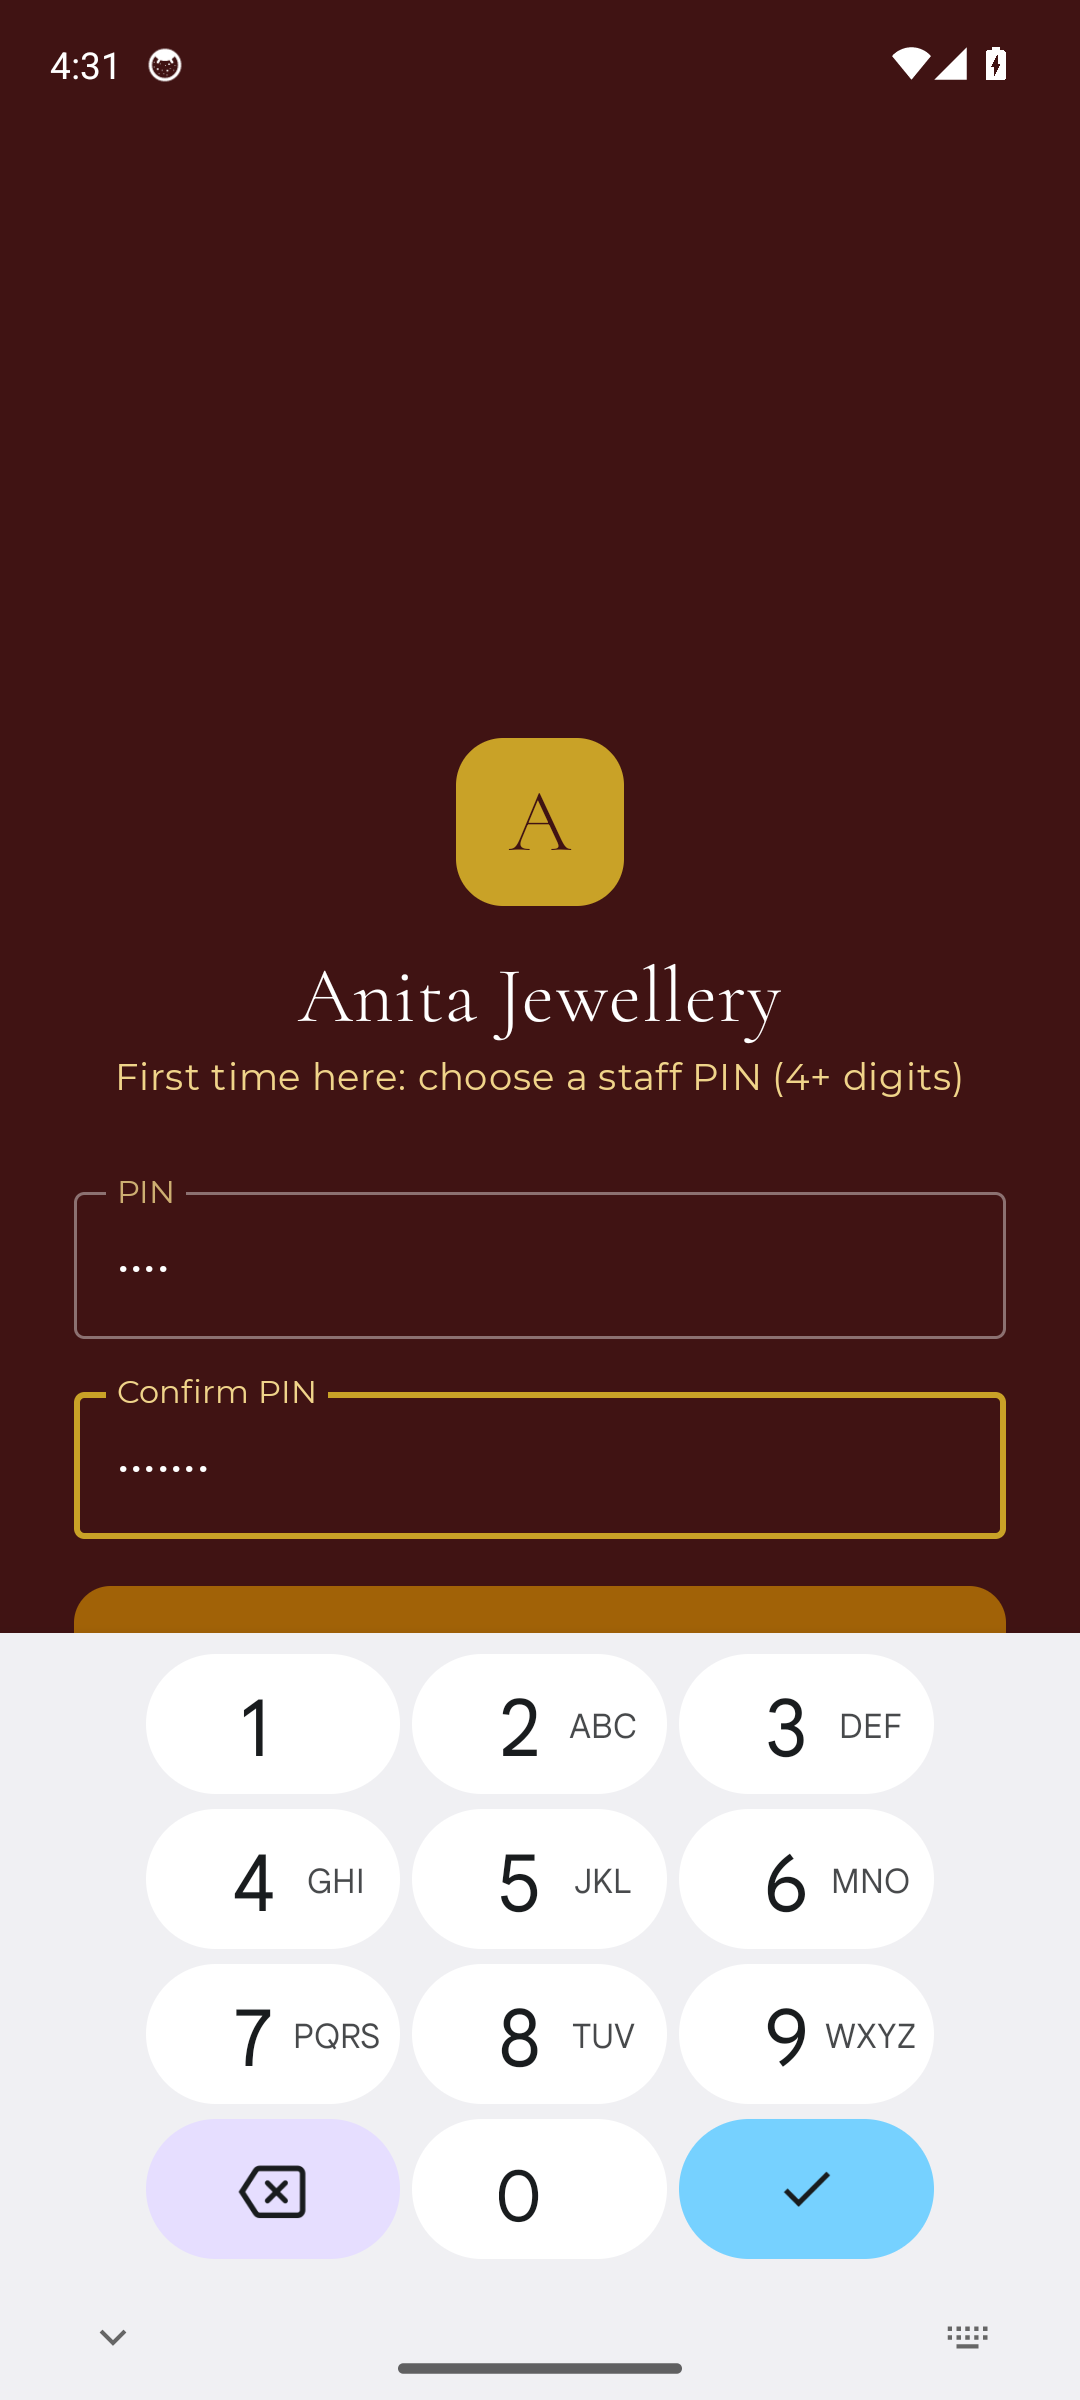 4:31
A
Anita Jewellery
First time here: choose a staff PIN (4+ digits)
PIN
••••
Confirm PIN
•••••••
1
2 ABC
3 DEF
4 GHI
5 JKL
6 MNO
7 PQRS
8 TUV
9 WXYZ
0